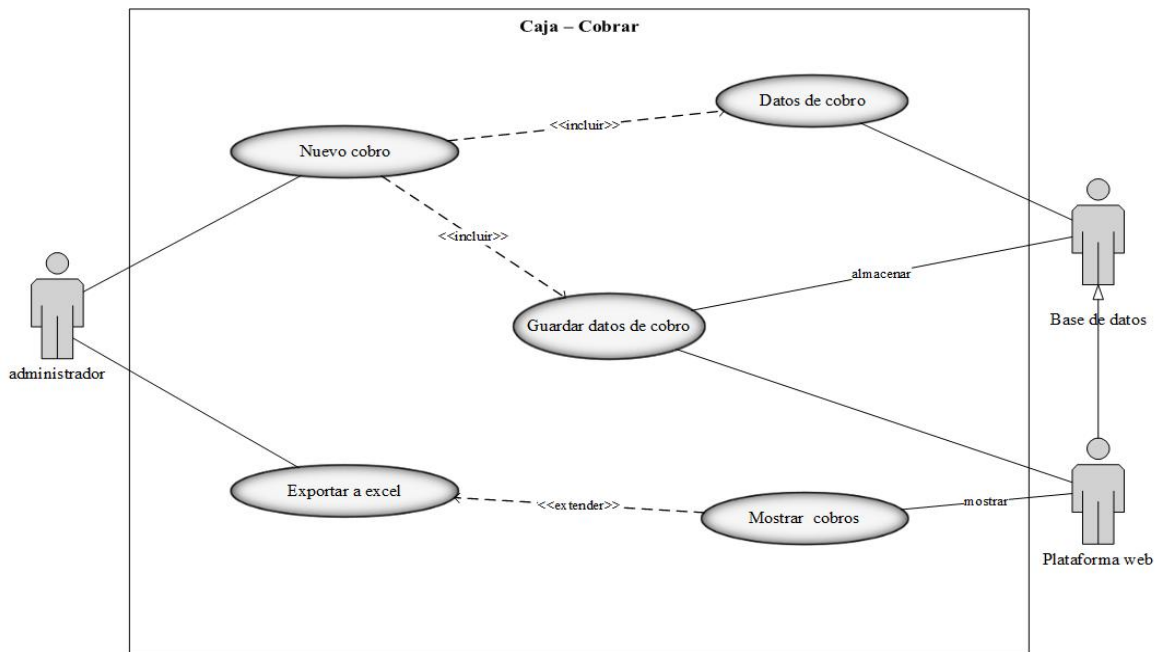 Caja – Cobrar
Datos de cobro
<<incluir>>
Nuevo cobro
<<incluir>>
almacenar
Base de datos
Guardar datos de cobro
administrador
Exportar a excel
<<extender>>
Mostrar cobros
mostrar
Plataforma web